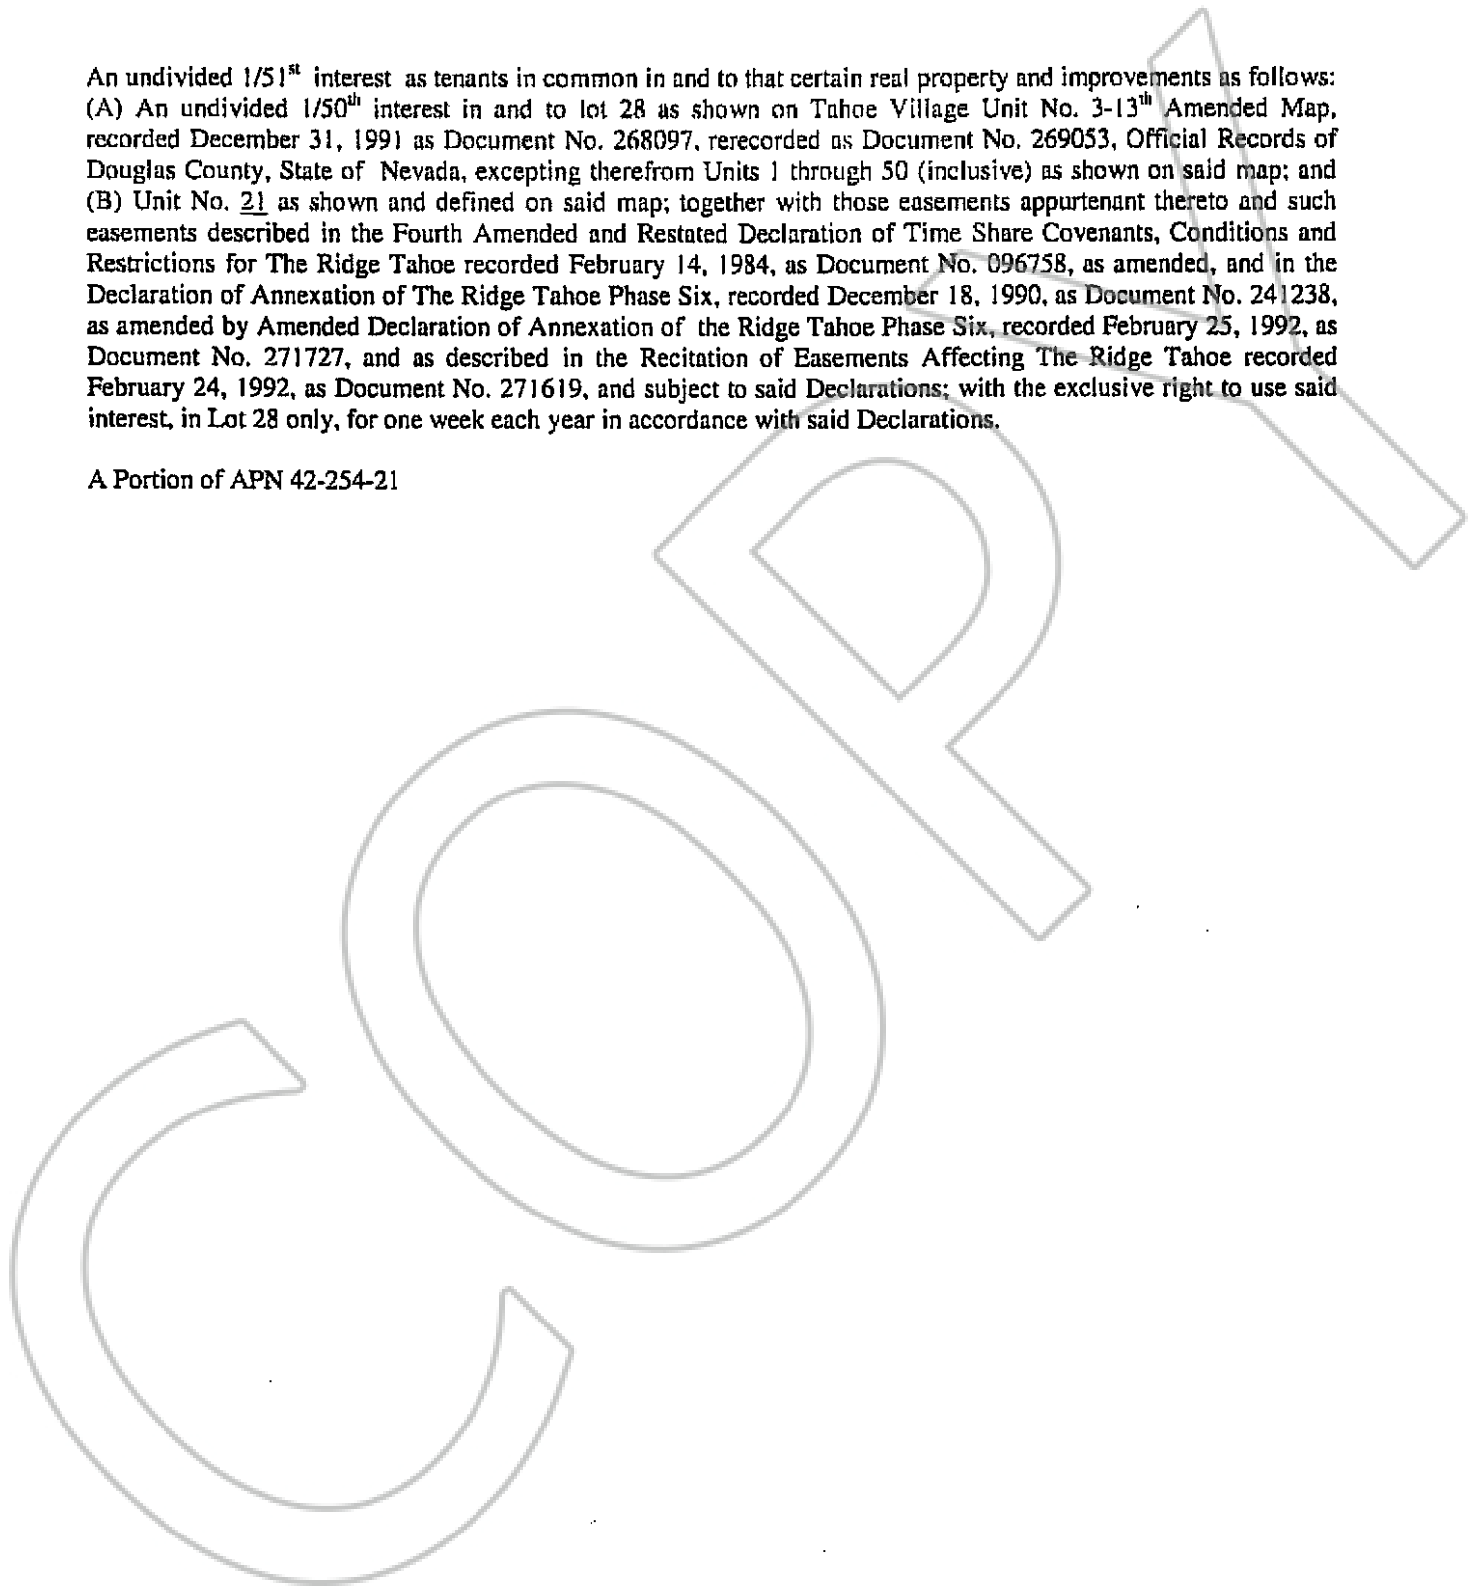 An undivided 1/51st interest as tenants in common in and to that certain real property and improvements as follows:
(A) An undivided 1/50th interest in and to lot 28 as shown on Tahoe Village Unit No. 3-13th Amended Map,
recorded December 31, 1991 as Document No. 268097, rerecorded as Document No. 269053, Official Records of
Douglas County, State of Nevada, excepting therefrom Units 1 through 50 (inclusive) as shown on said map; and
(B) Unit No. 21 as shown and defined on said map; together with those easements appurtenant thereto and such
easements described in the Fourth Amended and Restated Declaration of Time Share Covenants, Conditions and
Restrictions for The Ridge Tahoe recorded February 14, 1984, as Document No. 096758, as amended, and in the
Declaration of Annexation of The Ridge Tahoe Phase Six, recorded December 18, 1990, as Document No. 241238,
as amended by Amended Declaration of Annexation of the Ridge Tahoe Phase Six, recorded February 25, 1992, as
Document No. 271727, and as described in the Recitation of Easements Affecting The Ridge Tahoe recorded
February 24, 1992, as Document No. 271619, and subject to said Declarations; with the exclusive right to use said
interest, in Lot 28 only, for one week each year in accordance with said Declarations.
A Portion of APN 42-254-21
COPY